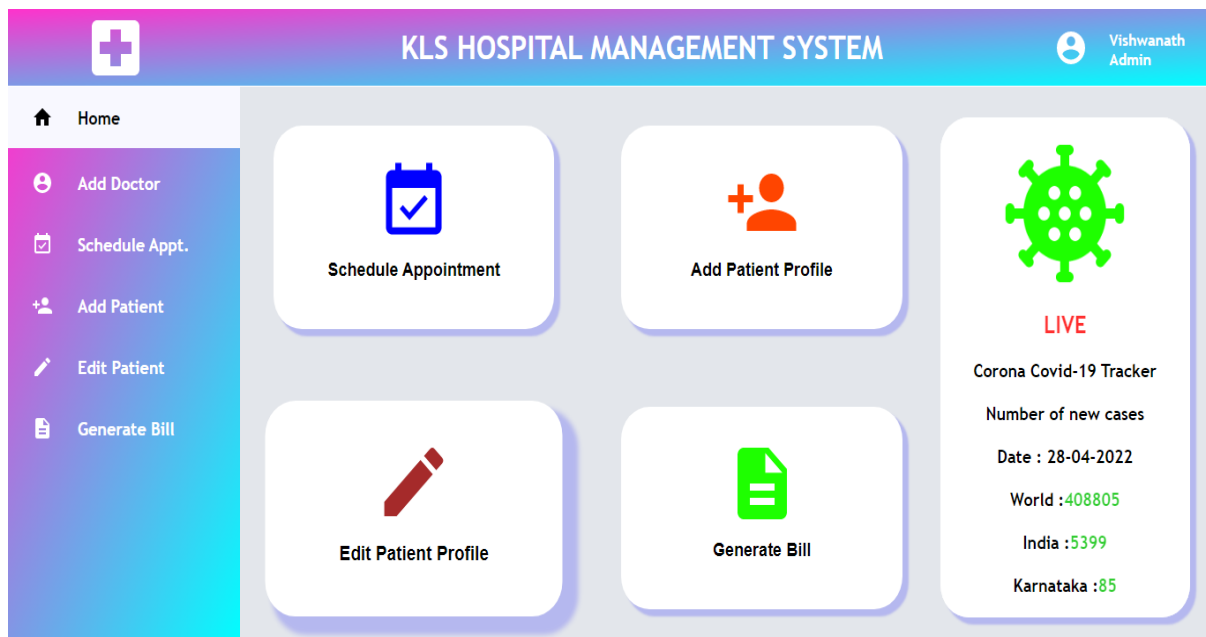 KLS HOSPITAL MANAGEMENT SYSTEM
Vishwanath
Admin
Home
Add Doctor
Schedule Appt.
Add Patient
Edit Patient
Generate Bill
Schedule Appointment
Add Patient Profile
Edit Patient Profile
Generate Bill
LIVE
Corona Covid-19 Tracker
Number of new cases
Date : 28-04-2022
World :408805
India :5399
Karnataka :85